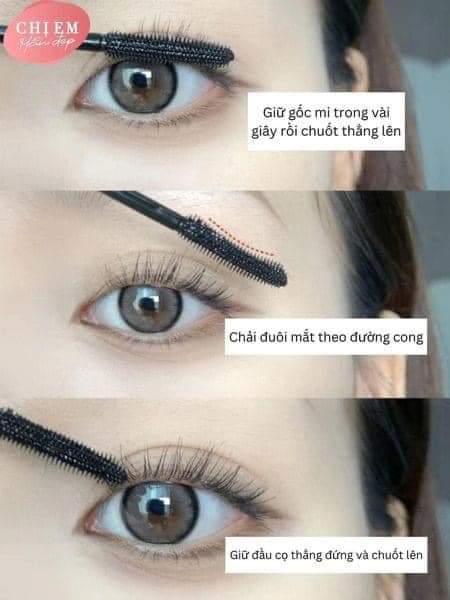 CHỊ EM
Giữ gốc mi trong vài
giây rồi chuốt thẳng lên
Chải đuôi mắt theo đường cong
Giữ đầu cọ thẳng đứng và chuốt lên